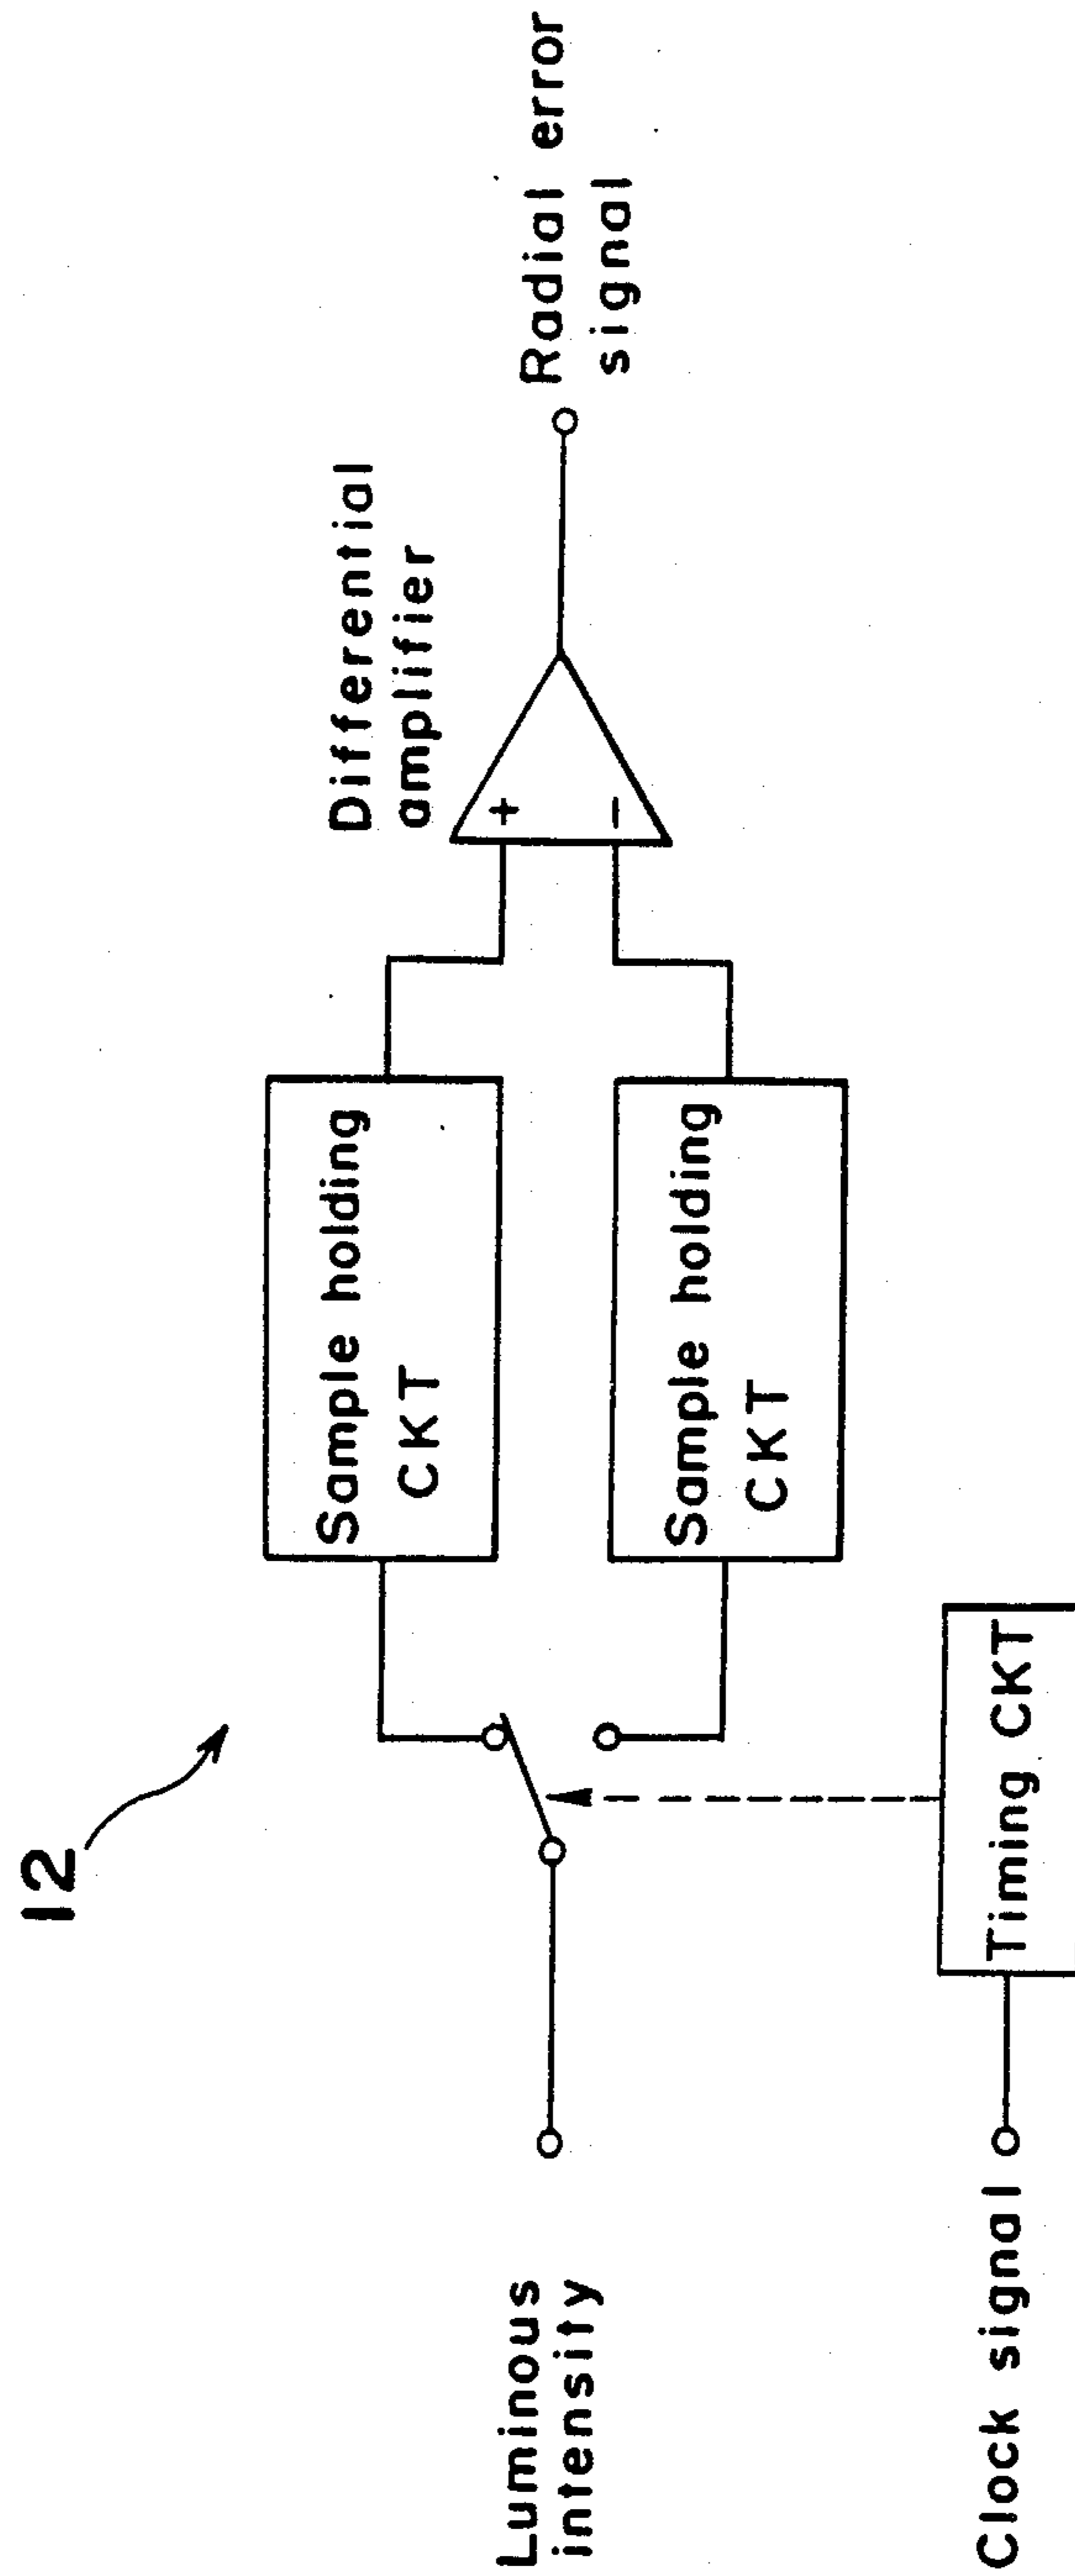 12
Luminous
intensity
Clock signal
Timing CKT
Sample holding
CKT
Sample holding
CKT
Differential
amplifier
+
−
Radial error
signal